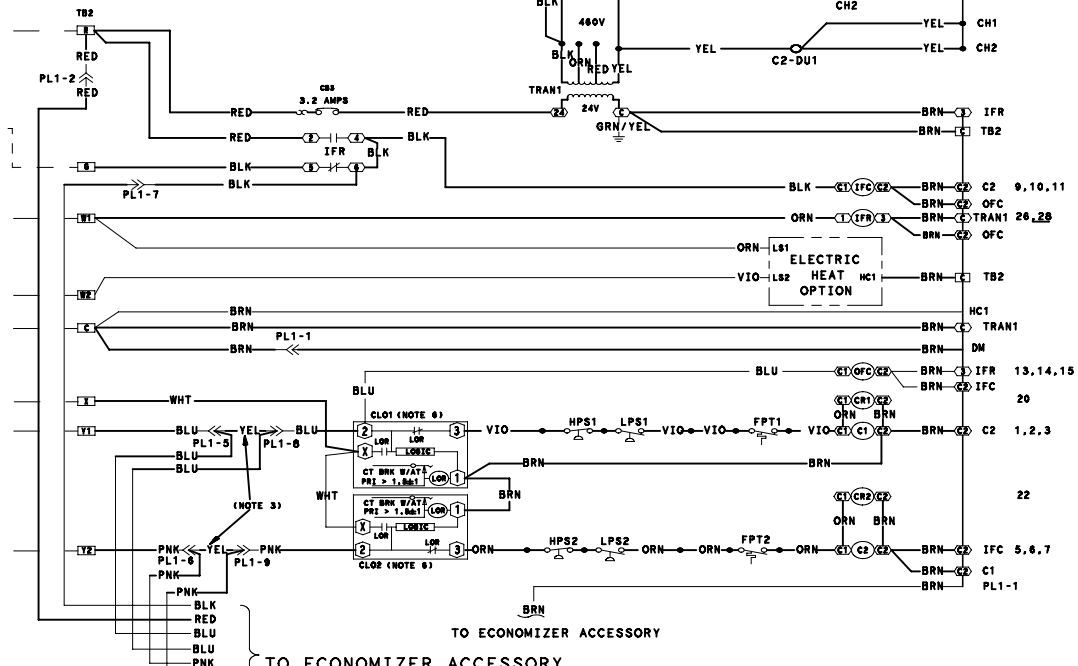 BLK
CH2
TB2
460V
YEL CH1
R
RED
BLK ORN RED YEL
YEL
C2-DU1
YEL CH2
PL1-2
RED
CB3
3.2 AMPS
TRAN1
24V
RED RED 24 C BRN 3 IFR
GRN/YEL
RED 2 4 BLK BRN C TB2
IFR BLK
G BLK 5 6
PL1-7 BLK
BLK C1 IFC C2 BRN C2 C2 9,10,11
BRN C2 OFC
W1 ORN 1 IFR 3 BRN C TRAN1 26,28
BRN C2 OFC
ORN LS1
ELECTRIC
HEAT
OPTION
VIO LS2 HC1 BRN C TB2
W2
BRN HC1
C BRN BRN C TRAN1
PL1-1
BRN BRN DM
BLU C1 OFC C2 BRN 3 IFR 13,14,15
BLU BRN C2 IFC
X WHT C1 CR1 C2 20
CLO1 (NOTE 6) ORN BRN
Y1 BLU YEL BLU 2 3 VIO HPS1 LPS1 VIO VIO FPT1 VIO C1 C1 C2 BRN C2 C2 1,2,3
PL1-5 PL1-8
LOR LOR
X LOGIC
BLU
BLU
CT BRK W/AT
PRI > 1.5±1 LOR 1
BRN BRN
WHT BRN
(NOTE 3)
CT BRK W/AT
PRI > 1.5±1 LOR 1
C1 CR2 C2 22
X LOGIC
ORN BRN
LOR LOR
Y2 PNK YEL PNK 2 3 ORN HPS2 LPS2 ORN ORN FPT2 ORN C1 C2 C2 BRN C2 IFC 5,6,7
PL1-6 PL1-9
CLO2 (NOTE 6)
PNK
BRN C2 C1
PNK
BRN PL1-1
BLK
BRN
RED
BLU
TO ECONOMIZER ACCESSORY
BLU
PNK
TO ECONOMIZER ACCESSORY